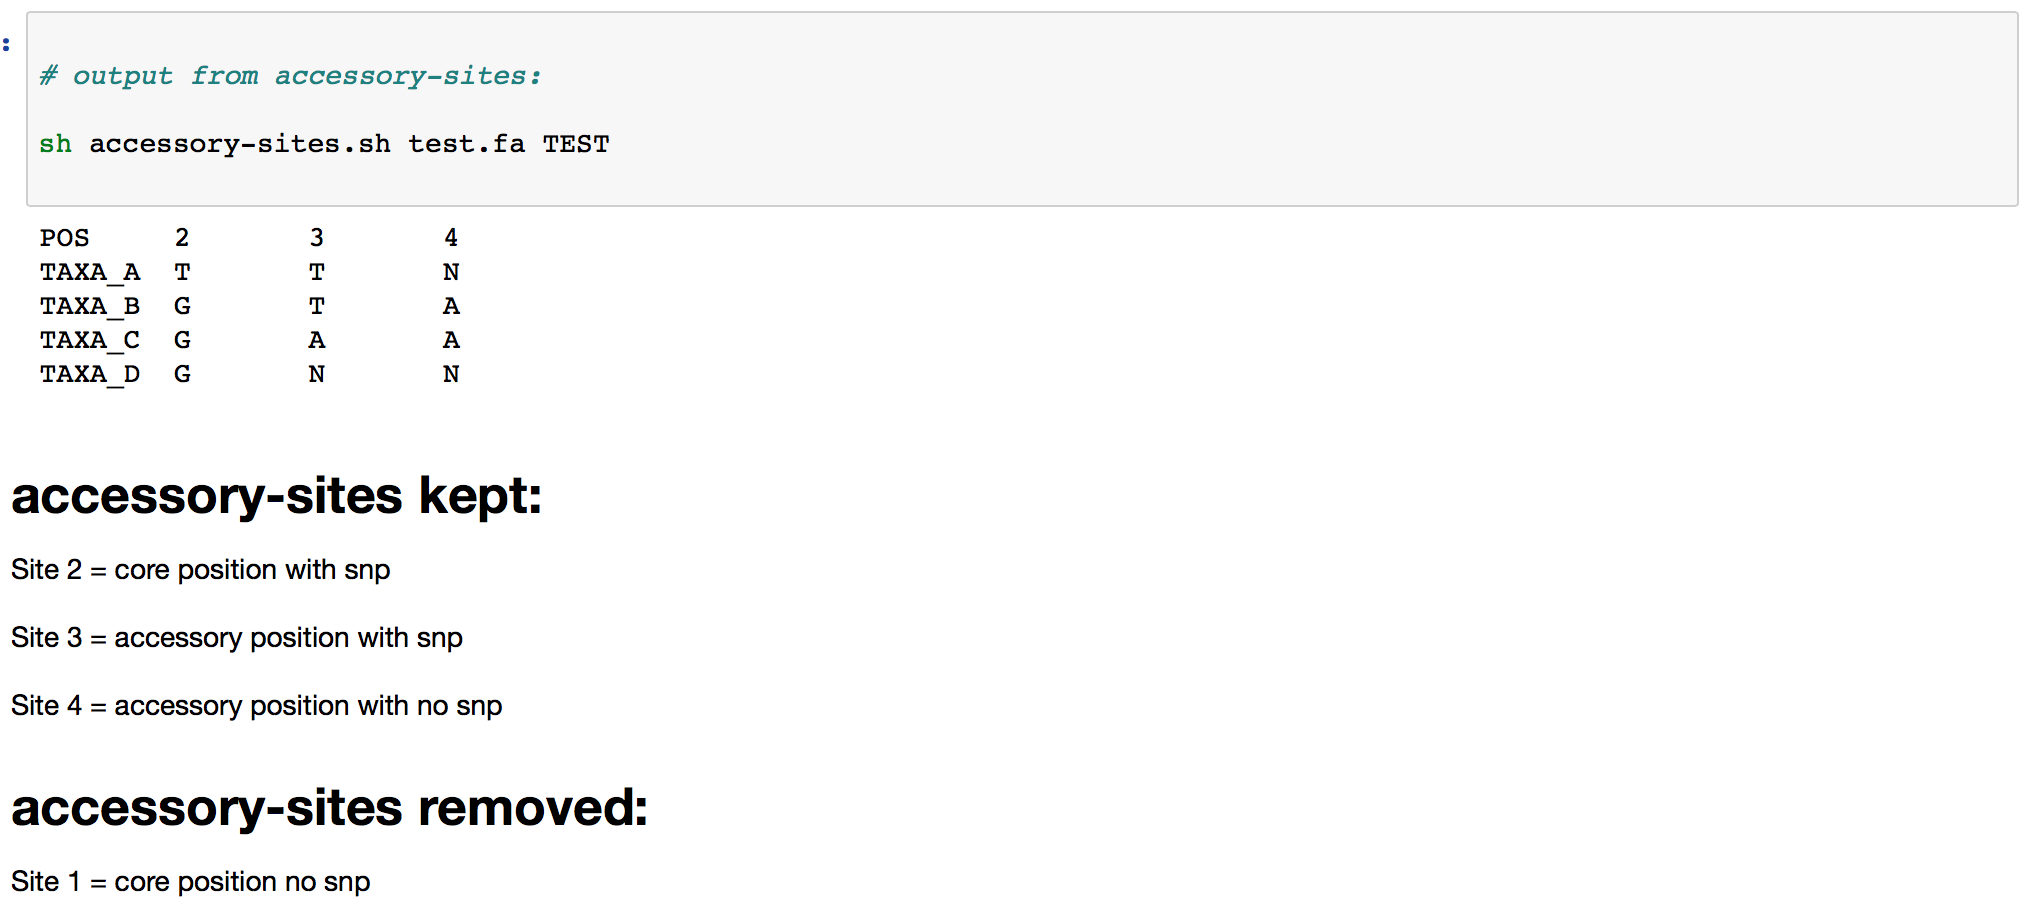 :
# output from accessory-sites:
sh accessory-sites.sh test.fa TEST
POS 2 3 4
TAXA_A T T N
TAXA_B G T A
TAXA_C G A A
TAXA_D G N N
accessory-sites kept:
Site 2 = core position with snp
Site 3 = accessory position with snp
Site 4 = accessory position with no snp
accessory-sites removed:
Site 1 = core position no snp